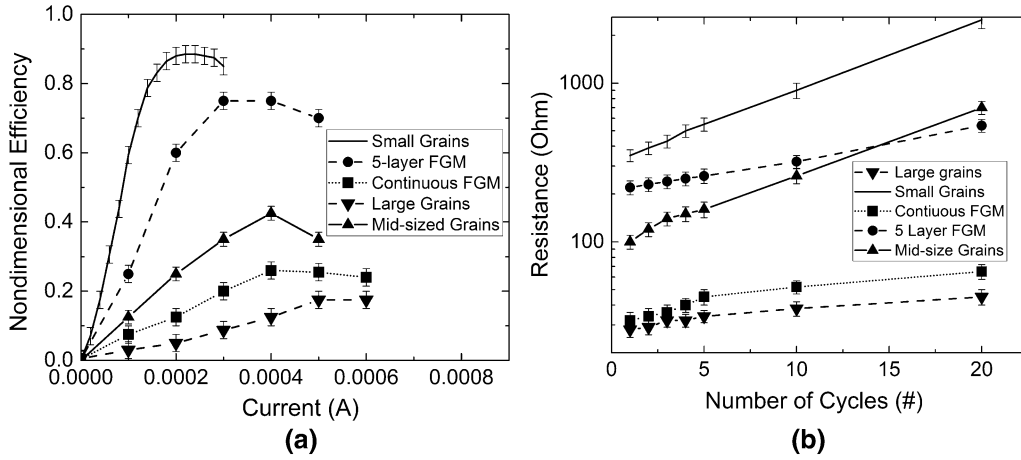 1.0
0.8
0.6
0.4
0.2
0.0
Nondimensional Efficiency
Small Grains
5-layer FGM
Continuous FGM
Large Grains
Mid-sized Grains
0.0000 0.0002 0.0004 0.0006 0.0008
Current (A)
(a)
1000
100
Resistance (Ohm)
Large grains
Small Grains
Contiuous FGM
5 Layer FGM
Mid-size Grains
0 5 10 15 20
Number of Cycles (#)
(b)